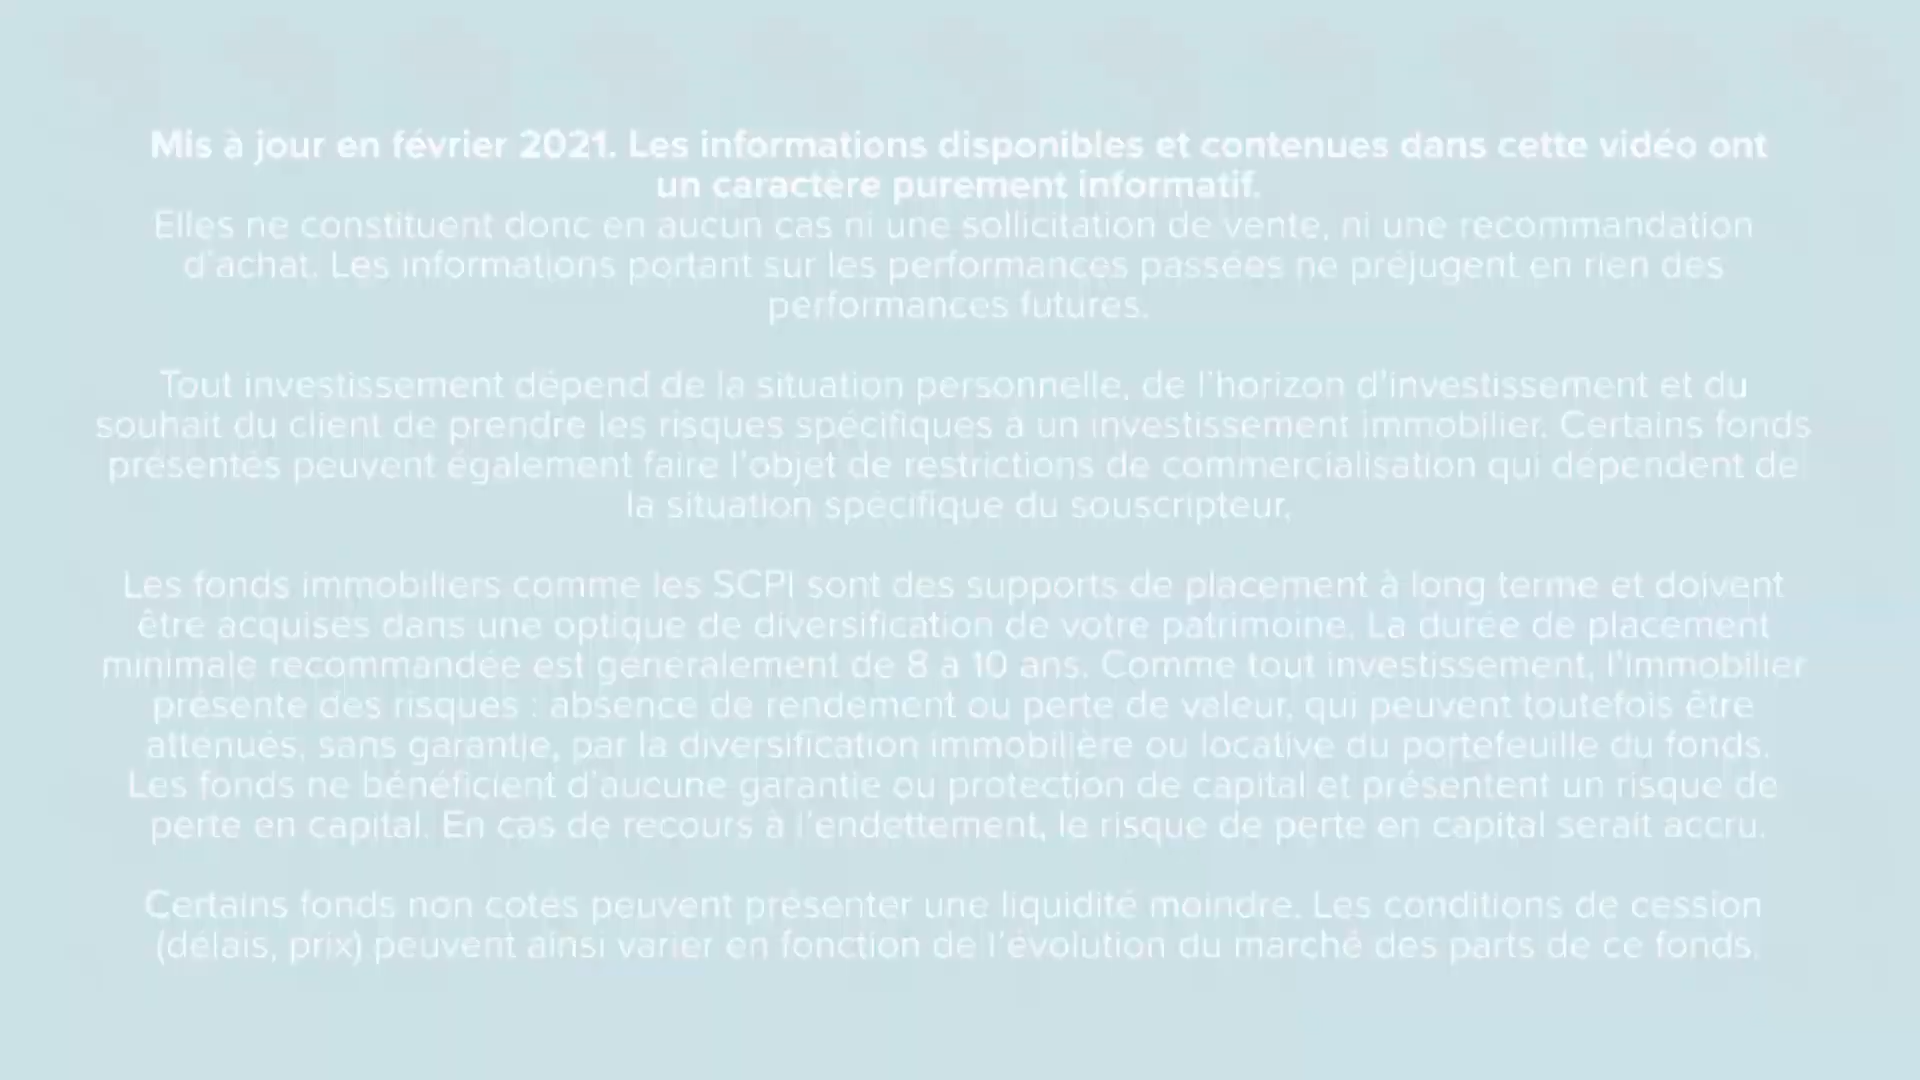 Mis à jour en février 2021. Les informations disponibles et contenues dans cette vidéo ont
un caractère purement informatif.
Elles ne constituent donc en aucun cas ni une sollicitation de vente, ni une recommandation
d'achat. Les informations portant sur les performances passées ne préjugent en rien des
performances futures.
Tout investissement dépend de la situation personnelle, de l'horizon d'investissement et du
souhait du client de prendre les risques spécifiques à un investissement immobilier. Certains fonds
présentés peuvent également faire l'objet de restrictions de commercialisation qui dépendent de
la situation spécifique du souscripteur.
Les fonds immobiliers comme les SCPI sont des supports de placement à long terme et doivent
être acquises dans une optique de diversification de votre patrimoine. La durée de placement
minimale recommandée est généralement de 8 à 10 ans. Comme tout investissement, l'immobilier
présente des risques : absence de rendement ou perte de valeur, qui peuvent toutefois être
atténués, sans garantie, par la diversification immobilière ou locative du portefeuille du fonds.
Les fonds ne bénéficient d'aucune garantie ou protection de capital et présentent un risque de
perte en capital. En cas de recours à l'endettement, le risque de perte en capital serait accru.
Certains fonds non cotés peuvent présenter une liquidité moindre. Les conditions de cession
(délais, prix) peuvent ainsi varier en fonction de l'évolution du marché des parts de ce fonds.